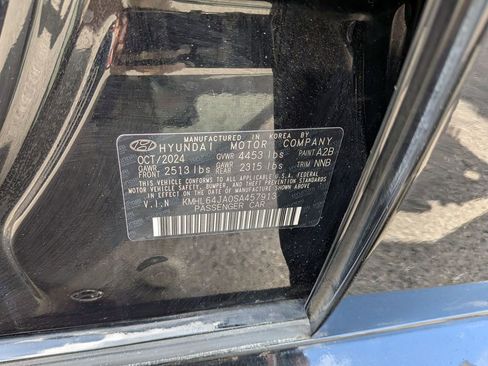 MANUFACTURED IN KOREA BY
HYUNDAI MOTOR COMPANY
OCT/2024 GVWR 4453 lbs PAINT A2B
GAWR FRONT 2513 lbs GAWR REAR 2315 lbs TRIM NNB
THIS VEHICLE CONFORMS TO ALL APPLICABLE U.S.A. FEDERAL
MOTOR VEHICLE SAFETY, BUMPER, AND THEFT PREVENTION
STANDARDS IN EFFECT ON THE DATE OF MANUFACTURE SHOWN ABOVE.
V.I.N KMHL64JA0SA457913
PASSENGER CAR